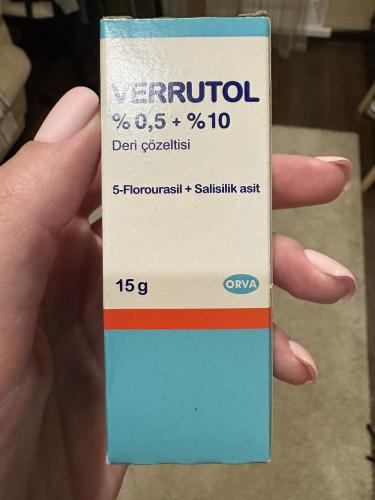 VERRUTOL
%0,5 + %10
Deri çözeltisi
5-Florourasil + Salisilik asit
15 g
ORVA